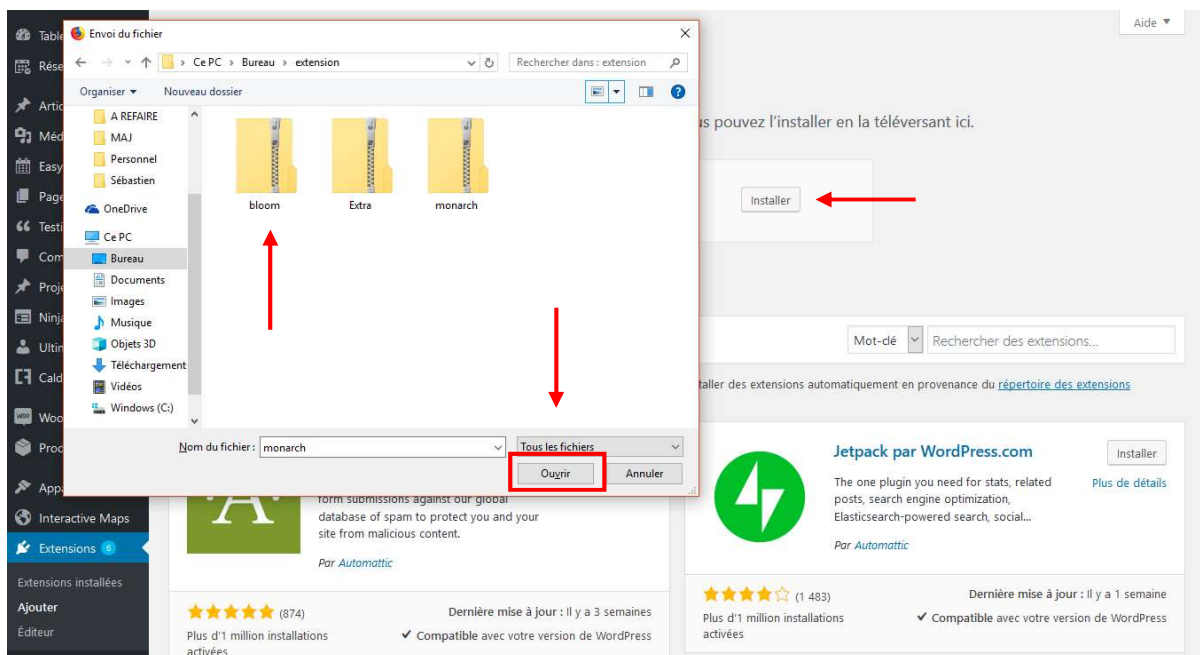 Aide ▼
Table
Rése
Artic
Méd
Easy
Page
Testi
Com
Proje
Ninja
Ultin
Cald
Woo
Prod
App
Interactive Maps
Extensions 6
Extensions installées
Ajouter
Éditeur
Envoi du fichier
Ce PC > Bureau > extension
Rechercher dans : extension
Organiser ▼ Nouveau dossier
A REFAIRE
MAJ
Personnel
Sébastien
OneDrive
Ce PC
Bureau
Documents
Images
Musique
Objets 3D
Téléchargement
Vidéos
Windows (C:)
bloom
Extra
monarch
Nom du fichier : monarch
Tous les fichiers
Ouvrir
Annuler
us pouvez l'installer en la téléversant ici.
Installer
Mot-clé
Rechercher des extensions...
taller des extensions automatiquement en provenance du répertoire des extensions
form submissions against our global
database of spam to protect you and your
site from malicious content.
Par Automattic
(874)
Plus d'1 million installations
activées
Dernière mise à jour : Il y a 3 semaines
✔ Compatible avec votre version de WordPress
Jetpack par WordPress.com
Installer
Plus de détails
The one plugin you need for stats, related
posts, search engine optimization,
Elasticsearch-powered search, social...
Par Automattic
(1 483)
Plus d'1 million installations
activées
Dernière mise à jour : Il y a 1 semaine
✔ Compatible avec votre version de WordPress